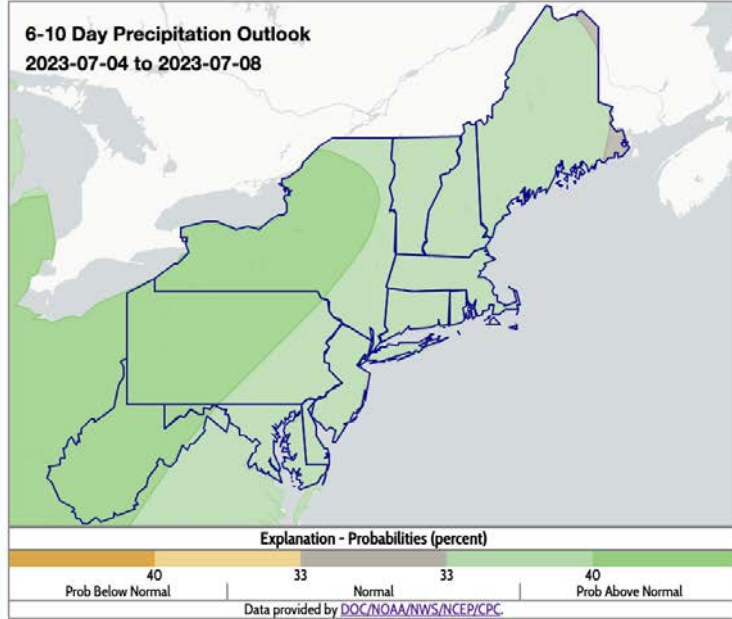 6-10 Day Precipitation Outlook
2023-07-04 to 2023-07-08
Explanation - Probabilities (percent)
40 33 33 40
Prob Below Normal Normal Prob Above Normal
Data provided by DOC/NOAA/NWS/NCEP/CPC.